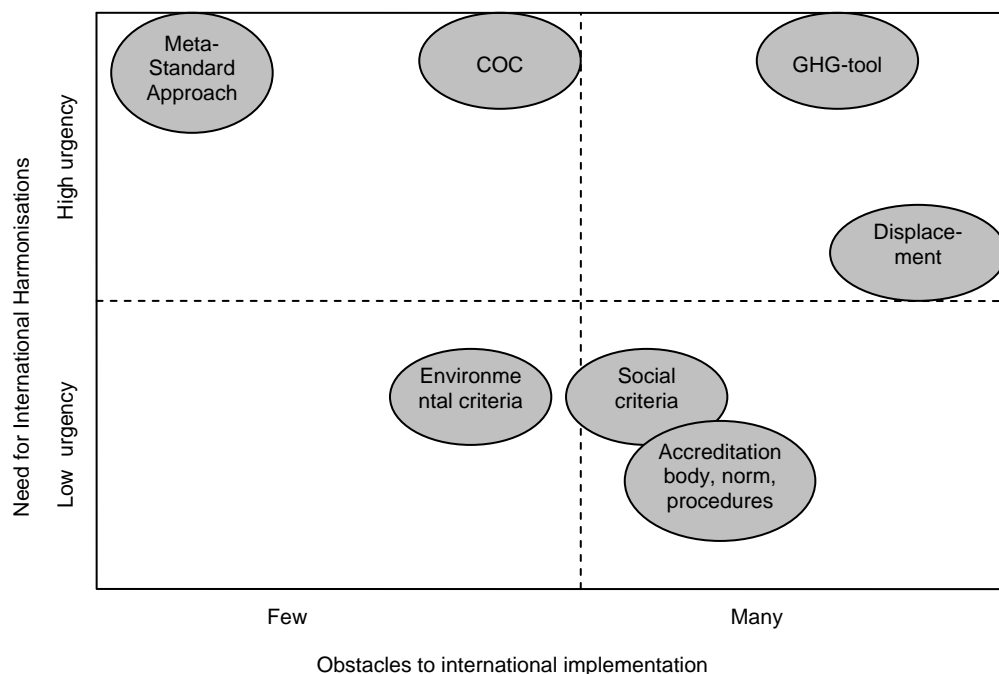 Meta-
Standard
Approach
COC
GHG-tool
Displace-
ment
Environme
ntal criteria
Social
criteria
Accreditation
body, norm,
procedures
Need for International Harmonisations
High urgency
Low urgency
Few
Many
Obstacles to international implementation